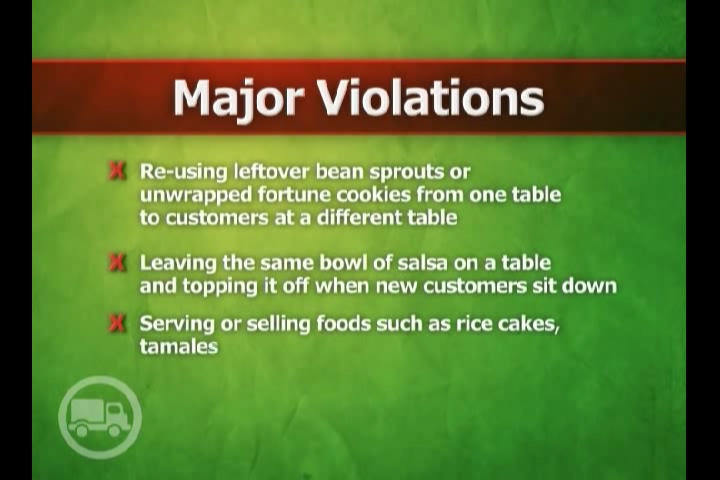 Major Violations
X Re-using leftover bean sprouts or
unwrapped fortune cookies from one table
to customers at a different table
X Leaving the same bowl of salsa on a table
and topping it off when new customers sit down
X Serving or selling foods such as rice cakes,
tamales